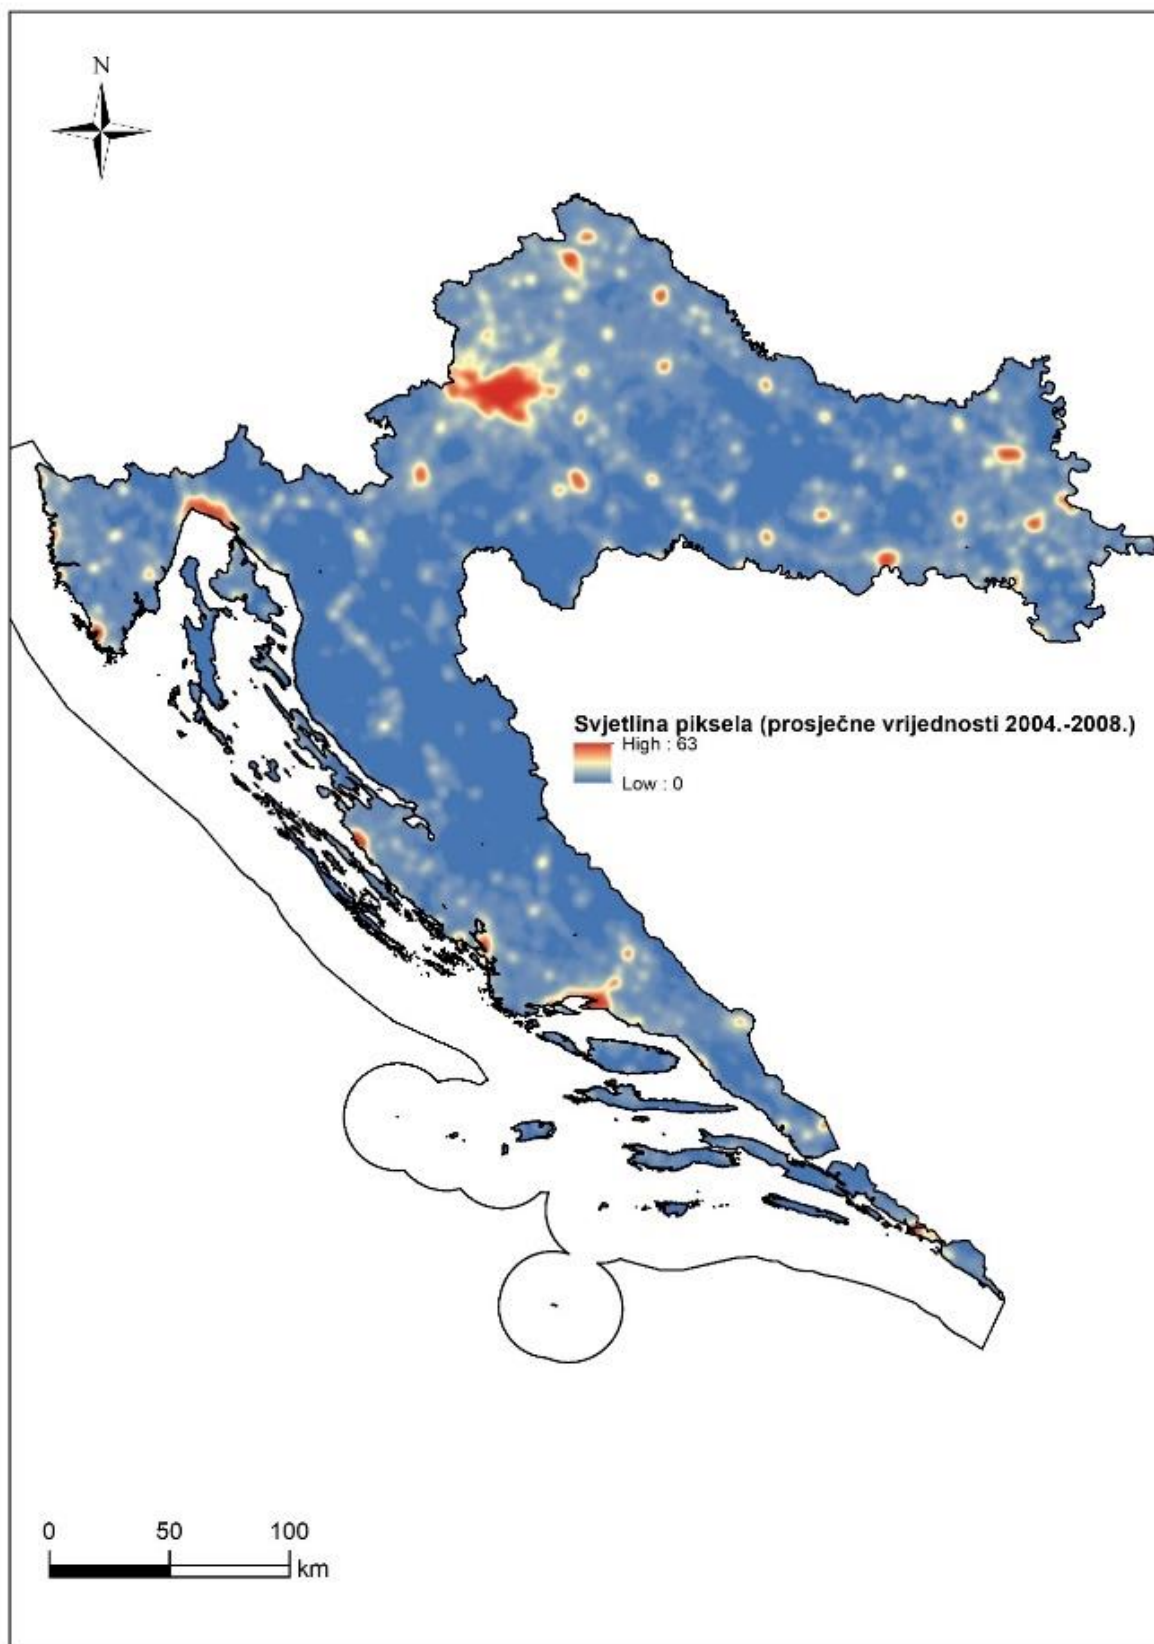 N
Svjetlina piksela (prosječne vrijednosti 2004.-2008.)
High : 63
Low : 0
0 50 100
km